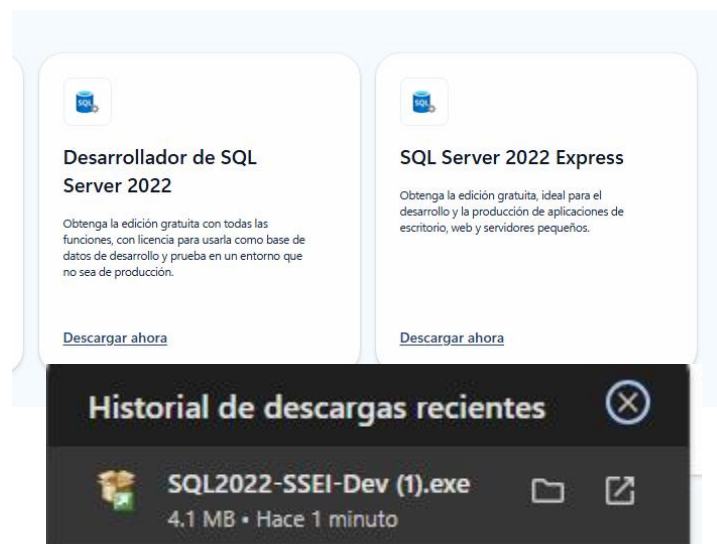 SQL
Desarrollador de SQL
Server 2022
Obtenga la edición gratuita con todas las
funciones, con licencia para usarla como base de
datos de desarrollo y prueba en un entorno que
no sea de producción.
Descargar ahora
SQL
SQL Server 2022 Express
Obtenga la edición gratuita, ideal para el
desarrollo y la producción de aplicaciones de
escritorio, web y servidores pequeños.
Descargar ahora
Historial de descargas recientes
SQL2022-SSEI-Dev (1).exe
4.1 MB • Hace 1 minuto